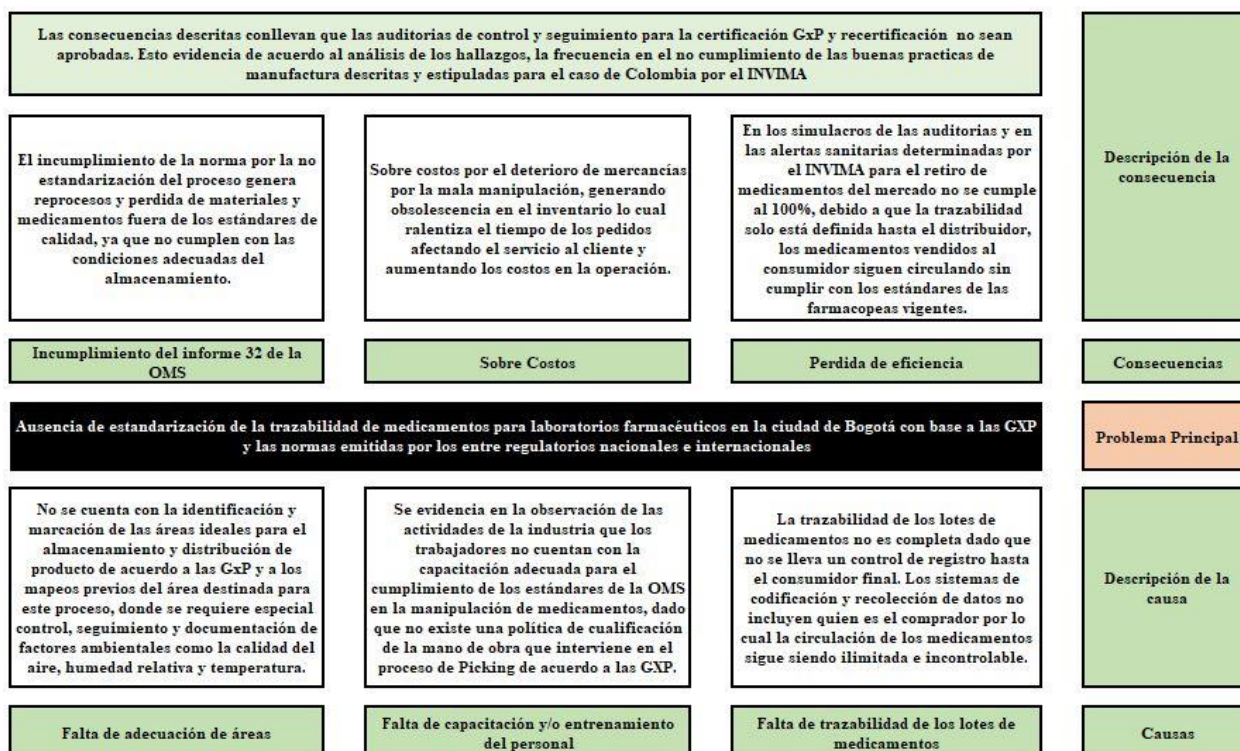 Las consecuencias descritas conllevan que las auditorias de control y seguimiento para la certificación GxP y recertificación no sean
aprobadas. Esto evidencia de acuerdo al análisis de los hallazgos, la frecuencia en el no cumplimiento de las buenas practicas de
manufactura descritas y estipuladas para el caso de Colombia por el INVIMA
El incumplimiento de la norma por la no
estandarización del proceso genera
reprocesos y perdida de materiales y
medicamentos fuera de los estándares de
calidad, ya que no cumplen con las
condiciones adecuadas del
almacenamiento.
Sobre costos por el deterioro de mercancías
por la mala manipulación, generando
obsolescencia en el inventario lo cual
ralentiza el tiempo de los pedidos
afectando el servicio al cliente y
aumentando los costos en la operación.
En los simulacros de las auditorias y en
las alertas sanitarias determinadas por
el INVIMA para el retiro de
medicamentos del mercado no se cumple
al 100%, debido a que la trazabilidad
solo está definida hasta el distribuidor,
los medicamentos vendidos al
consumidor siguen circulando sin
cumplir con los estándares de las
farmacopeas vigentes.
Descripción de la
consecuencia
Incumplimiento del informe 32 de la
OMS
Sobre Costos
Perdida de eficiencia
Consecuencias
Ausencia de estandarización de la trazabilidad de medicamentos para laboratorios farmacéuticos en la ciudad de Bogotá con base a las GXP
y las normas emitidas por los entre regulatorios nacionales e internacionales
Problema Principal
No se cuenta con la identificación y
marcación de las áreas ideales para el
almacenamiento y distribución de
producto de acuerdo a las GxP y a los
mapeos previos del área destinada para
este proceso, donde se requiere especial
control, seguimiento y documentación de
factores ambientales como la calidad del
aire, humedad relativa y temperatura.
Se evidencia en la observación de las
actividades de la industria que los
trabajadores no cuentan con la
capacitación adecuada para el
cumplimiento de los estándares de la OMS
en la manipulación de medicamentos, dado
que no existe una política de cualificación
de la mano de obra que interviene en el
proceso de Picking de acuerdo a las GXP.
La trazabilidad de los lotes de
medicamentos no es completa dado que
no se lleva un control de registro hasta
el consumidor final. Los sistemas de
codificación y recolección de datos no
incluyen quien es el comprador por lo
cual la circulación de los medicamentos
sigue siendo ilimitada e incontrolable.
Descripción de la
causa
Falta de adecuación de áreas
Falta de capacitación y/o entrenamiento
del personal
Falta de trazabilidad de los lotes de
medicamentos
Causas